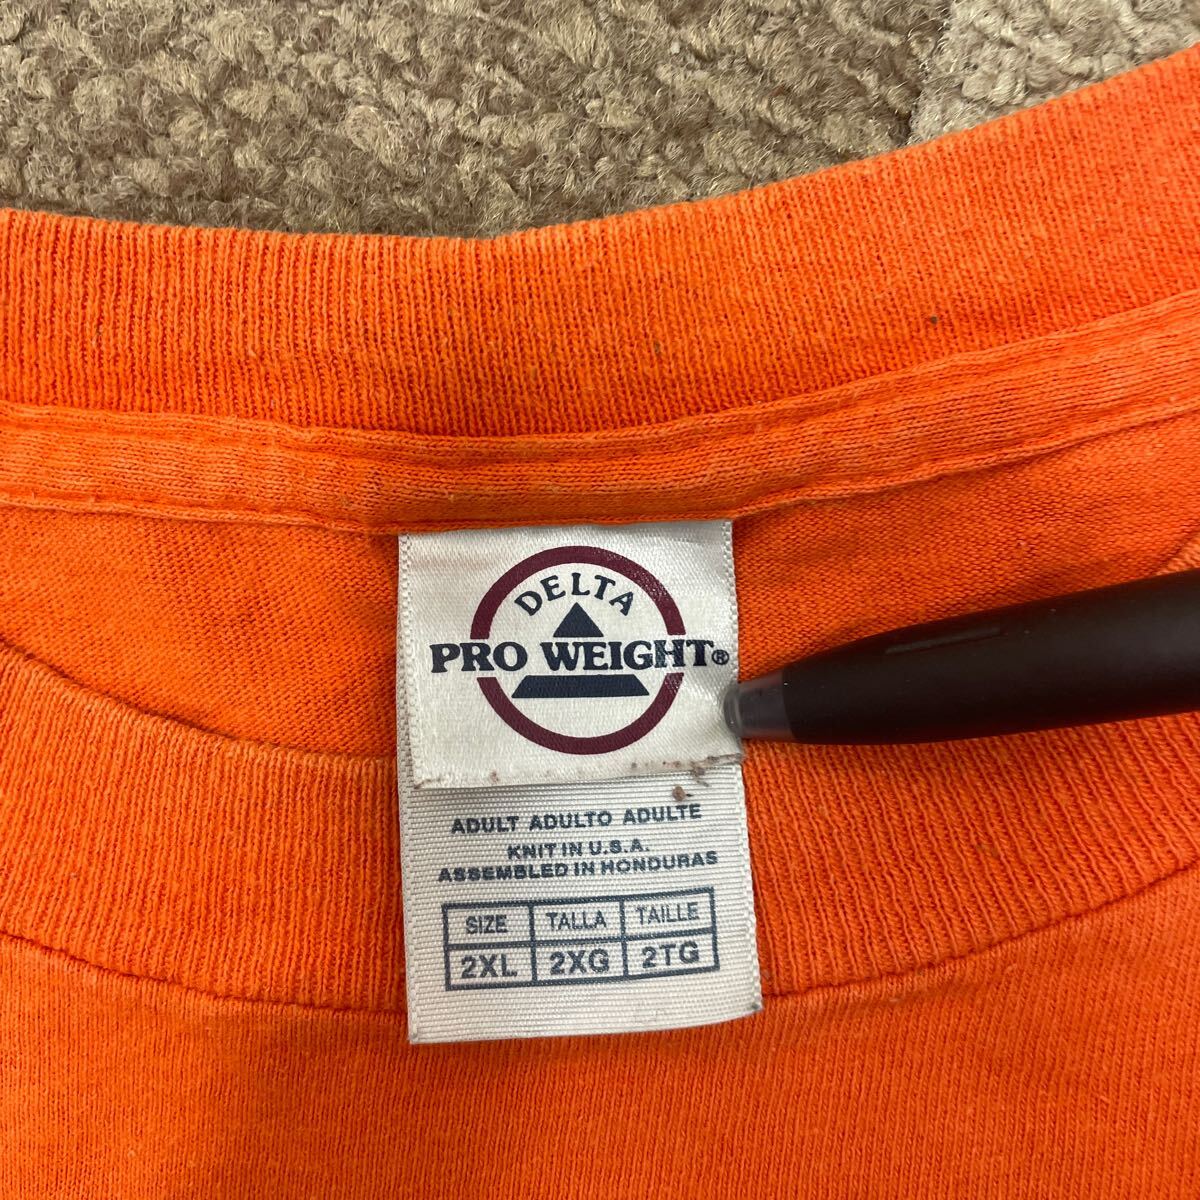 DELTA
PRO WEIGHT®
ADULT ADULTO ADULTE
KNIT IN U.S.A.
ASSEMBLED IN HONDURAS
SIZE TALLA TAILLE
2XL 2XG 2TG